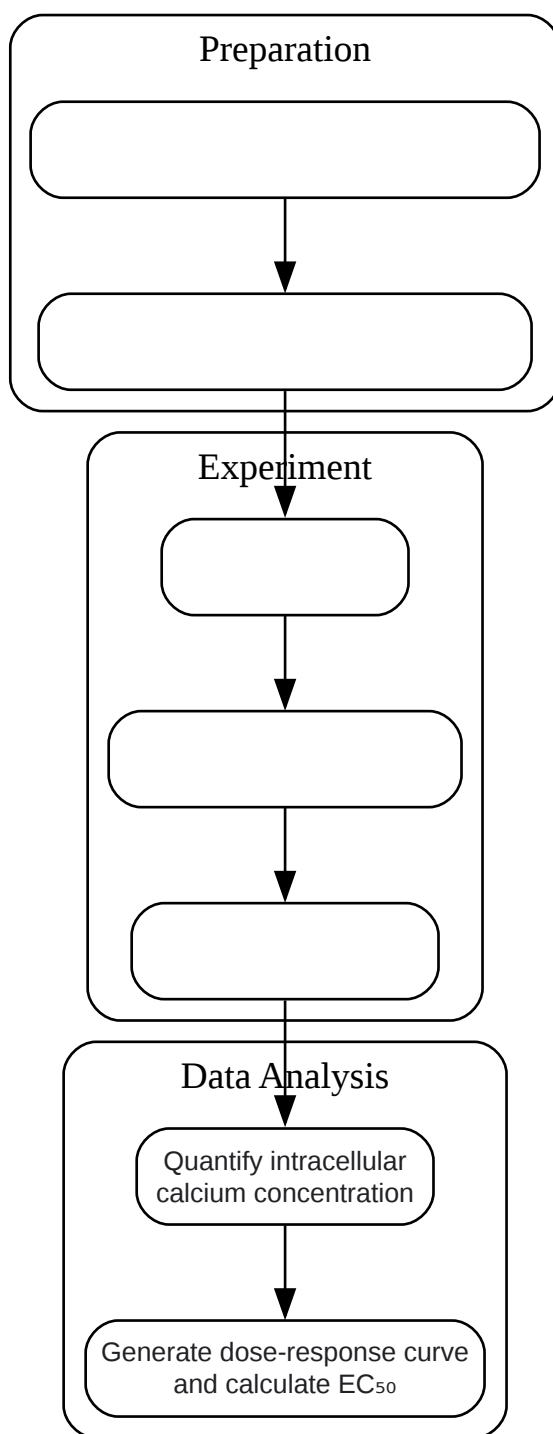 Preparation
Experiment
Data Analysis
Quantify intracellular
calcium concentration
Generate dose-response curve
and calculate EC₅₀